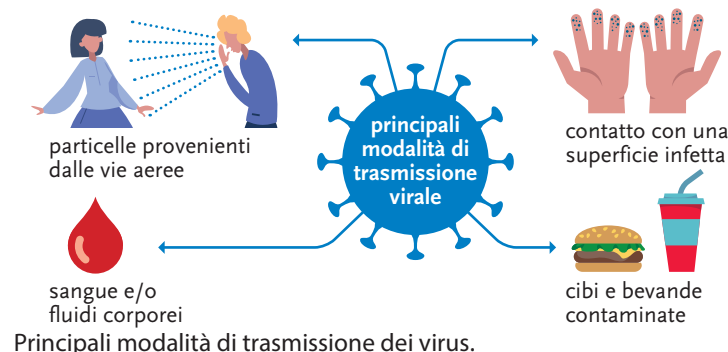 principali
modalità di
trasmissione
virale
particelle provenienti
dalle vie aeree
contatto con una
superficie infetta
sangue e/o
fluidi corporei
cibi e bevande
contaminate
Principali modalità di trasmissione dei virus.